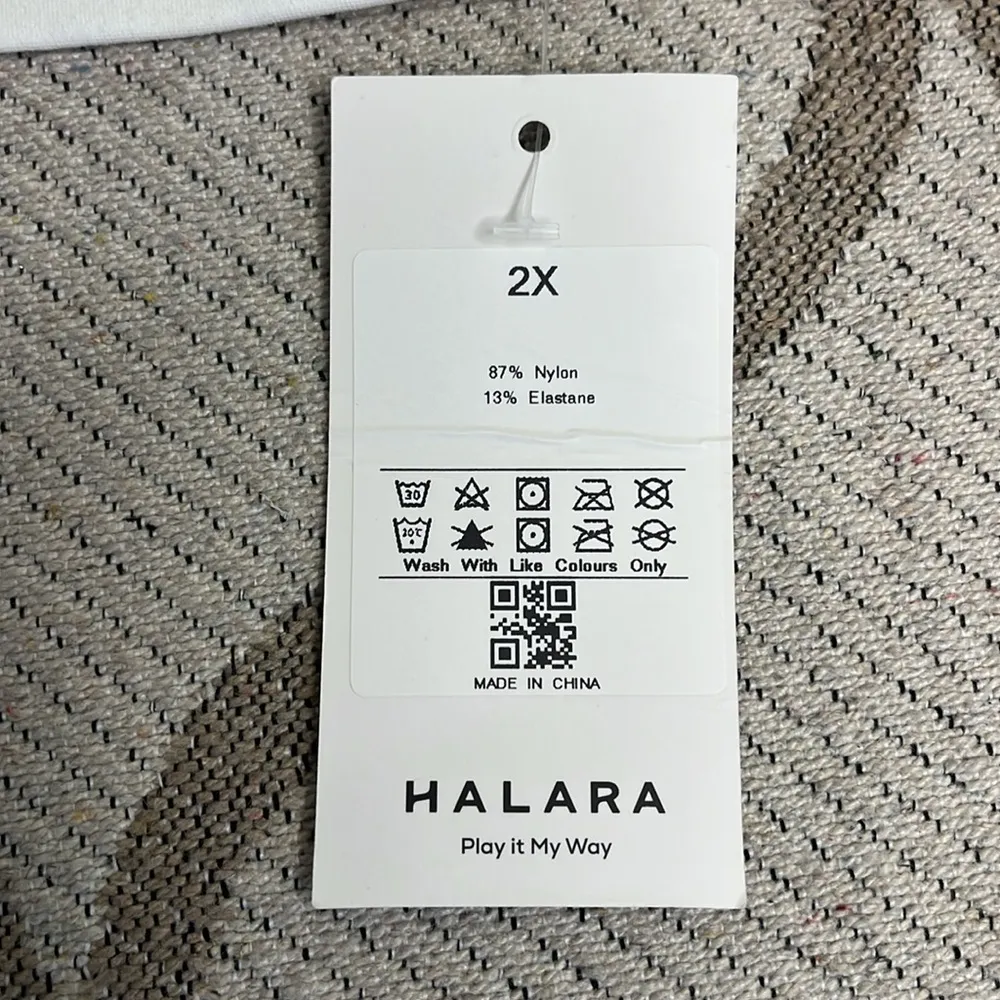 2X
87% Nylon
13% Elastane
30
30°C
Wash With Like Colours Only
MADE IN CHINA
HALARA
Play it My Way